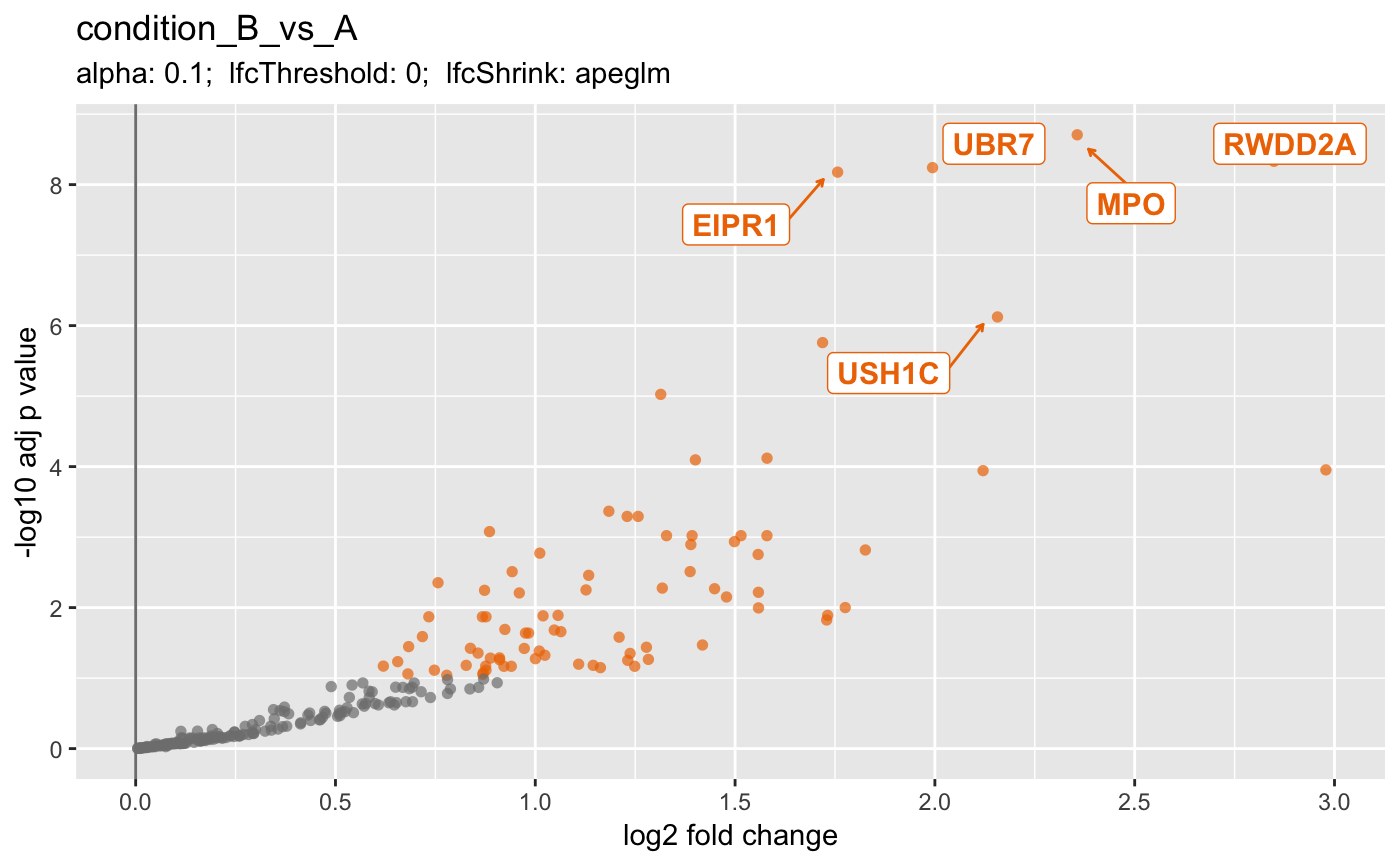 condition_B_vs_A
alpha: 0.1;  lfcThreshold: 0;  lfcShrink: apeglm
-log10 adj p value
8
6
4
2
0
UBR7
RWDD2A
MPO
EIPR1
USH1C
0.0
0.5
1.0
1.5
2.0
2.5
3.0
log2 fold change